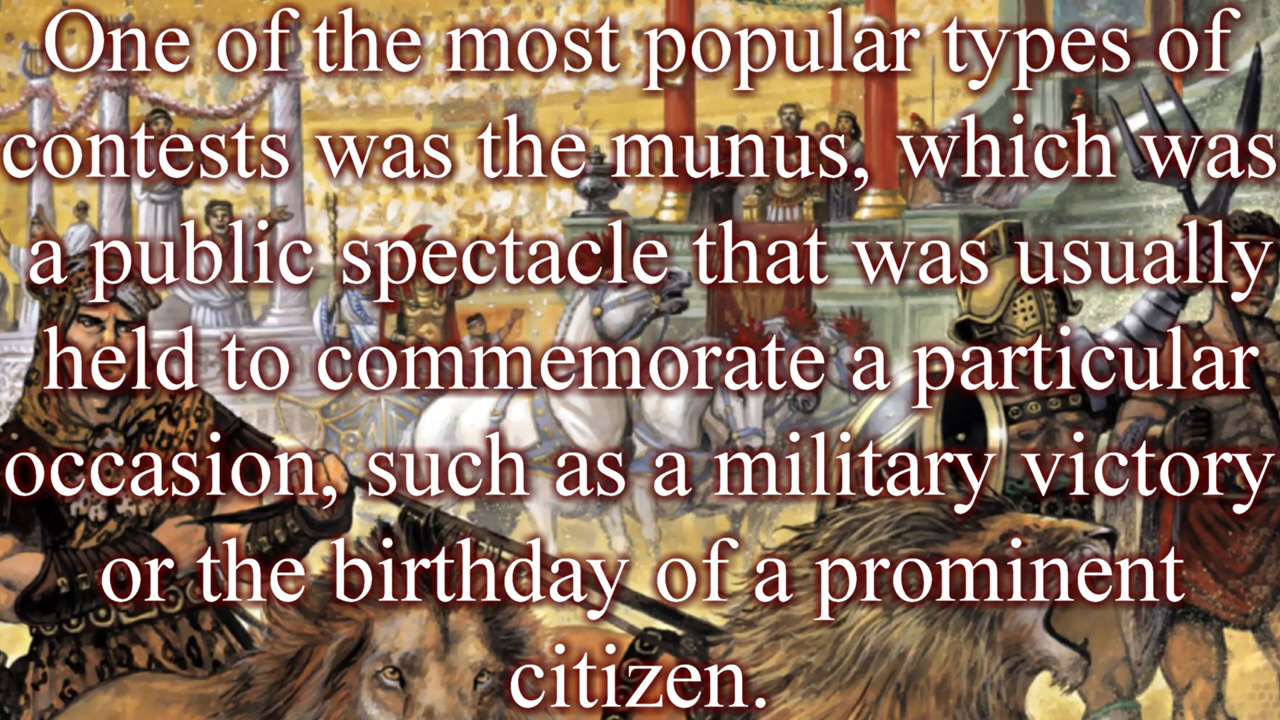 One of the most popular types of
contests was the munus, which was
a public spectacle that was usually
held to commemorate a particular
occasion, such as a military victory
or the birthday of a prominent
citizen.